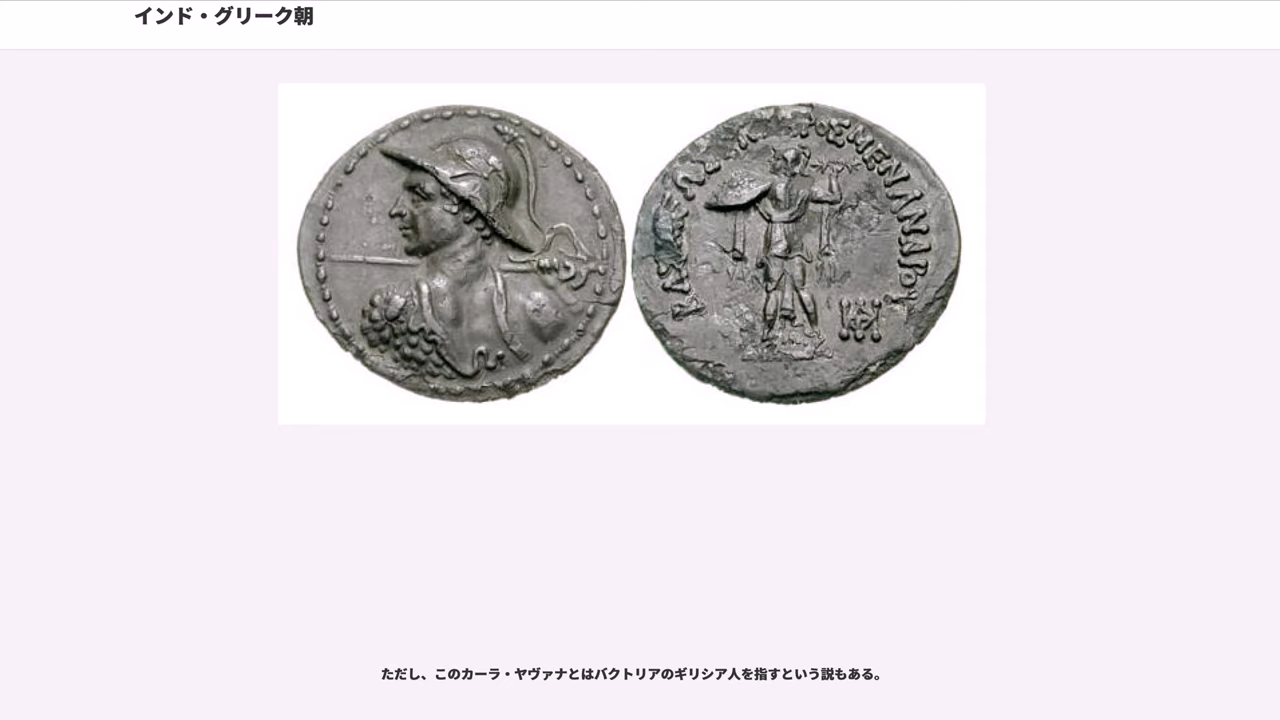 インド・グリーク朝
ΜΕΝΑΝΔΡΟΥ
ただし、このカーラ・ヤヴァナとはバクトリアのギリシア人を指すという説もある。